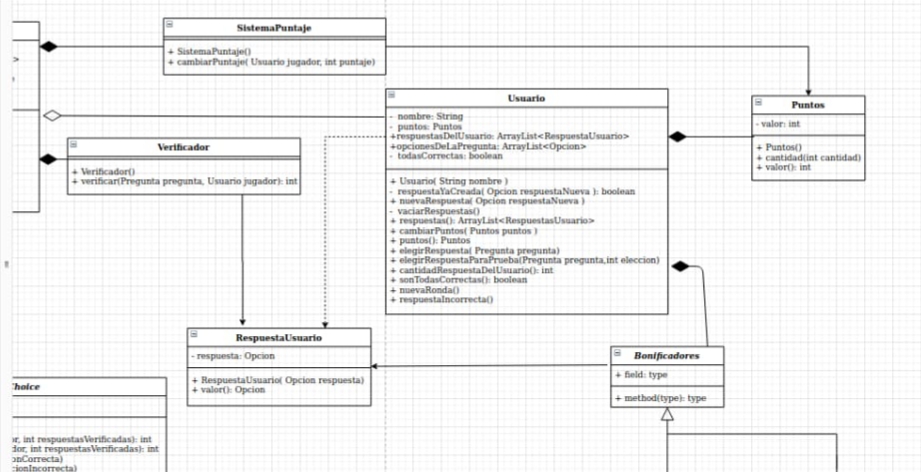 SistemaPuntaje
+ SistemaPuntaje()
+ cambiarPuntaje( Usuario jugador, int puntaje)
>
Usuario
- nombre: String
- puntos: Puntos
+respuestasDelUsuario: ArrayList<RespuestaUsuario>
+opcionesDeLaPregunta: ArrayList<Opcion>
- todasCorrectas: boolean
+ Usuario( String nombre )
- respuestaYaCreada( Opcion respuestaNueva ): boolean
+ nuevaRespuesta( Opcion respuestaNueva )
- vaciarRespuestas()
+ respuestas(): ArrayList<RespuestasUsuario>
+ cambiarPuntos( Puntos puntos )
+ puntos(): Puntos
+ elegirRespuesta( Pregunta pregunta)
+ elegirRespuestaParaPrueba(Pregunta pregunta,int eleccion)
+ cantidadRespuestaDelUsuario(): int
+ sonTodasCorrectas(): boolean
+ nuevaRonda()
+ respuestaIncorrecta()
Puntos
- valor: int
+ Puntos()
+ cantidad(int cantidad)
+ valor(): int
Verificador
+ Verificador()
+ verificar(Pregunta pregunta, Usuario jugador): int
RespuestaUsuario
- respuesta: Opcion
+ RespuestaUsuario( Opcion respuesta)
+ valor(): Opcion
Bonificadores
+ field: type
+ method(type): type
Choice
or, int respuestasVerificadas): int
dor, int respuestasVerificadas): int
onCorrecta)
cionIncorrecta)